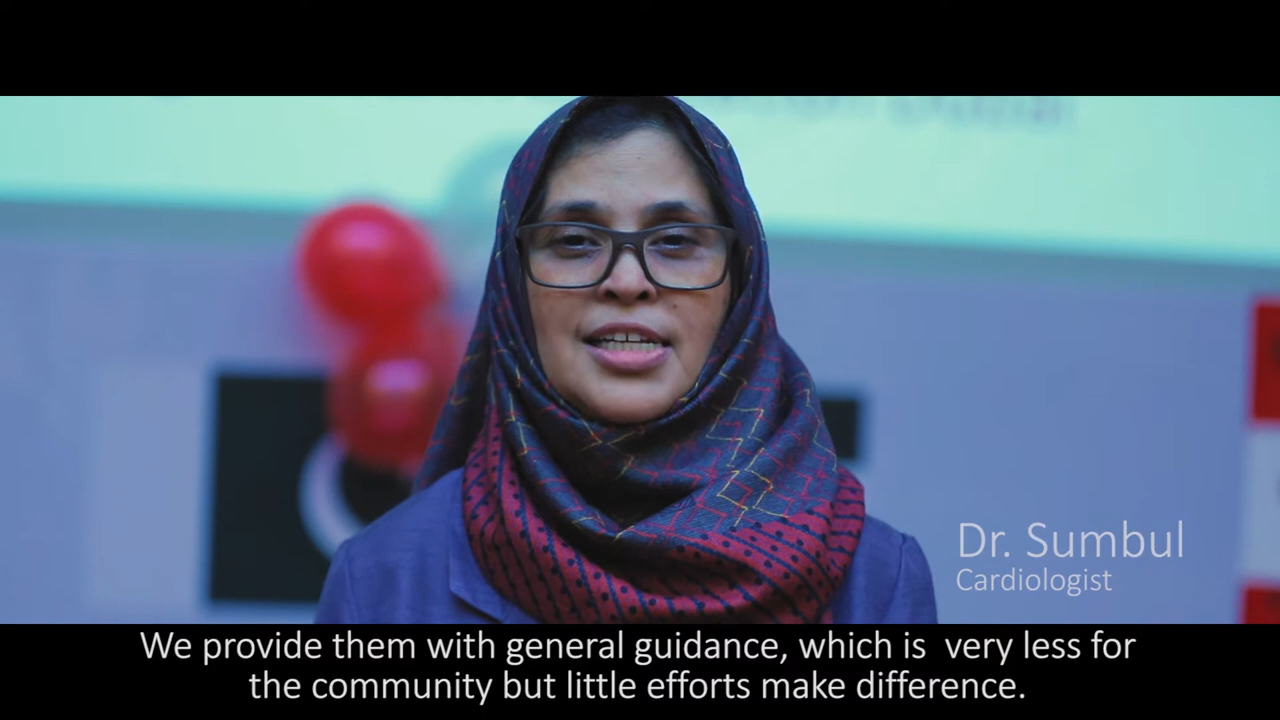 Dr. Sumbul
Cardiologist
We provide them with general guidance, which is  very less for
the community but little efforts make difference.